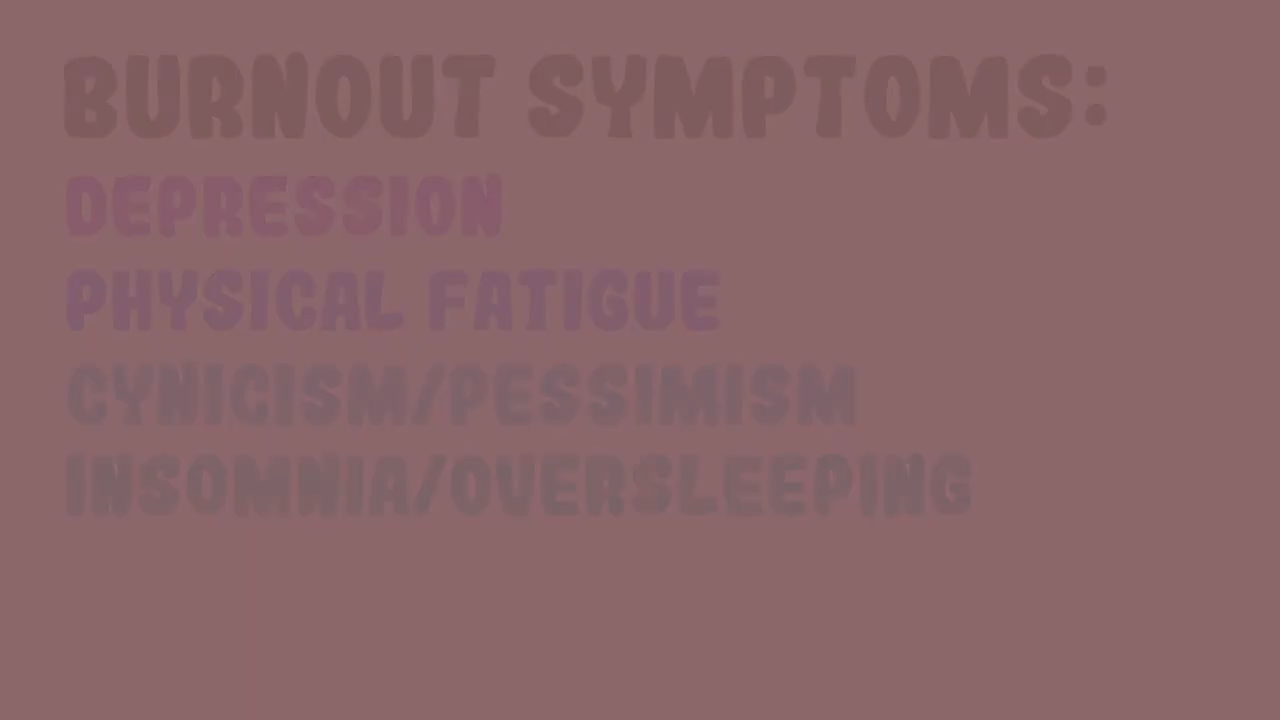 BURNOUT SYMPTOMS:
DEPRESSION
PHYSICAL FATIGUE
CYNICISM/PESSIMISM
INSOMNIA/OVERSLEEPING